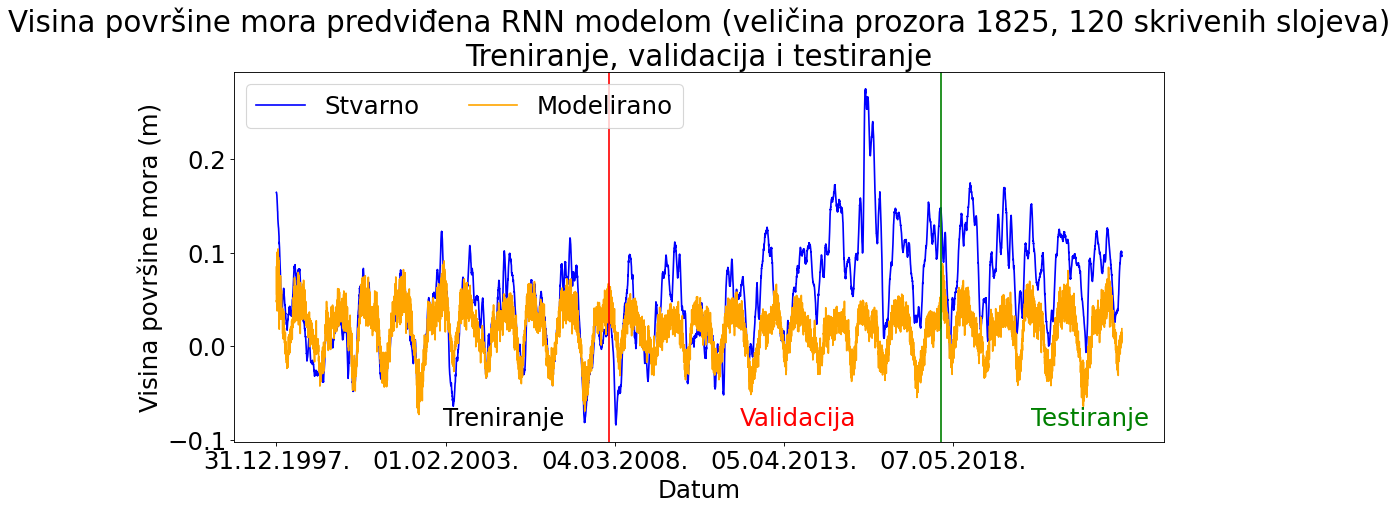 Visina površine mora predviđena RNN modelom (veličina prozora 1825, 120 skrivenih slojeva)
Treniranje, validacija i testiranje
Stvarno
Modelirano
Visina površine mora (m)
0.2
0.1
0.0
−0.1
Treniranje
Validacija
Testiranje
31.12.1997.
01.02.2003.
04.03.2008.
05.04.2013.
07.05.2018.
Datum